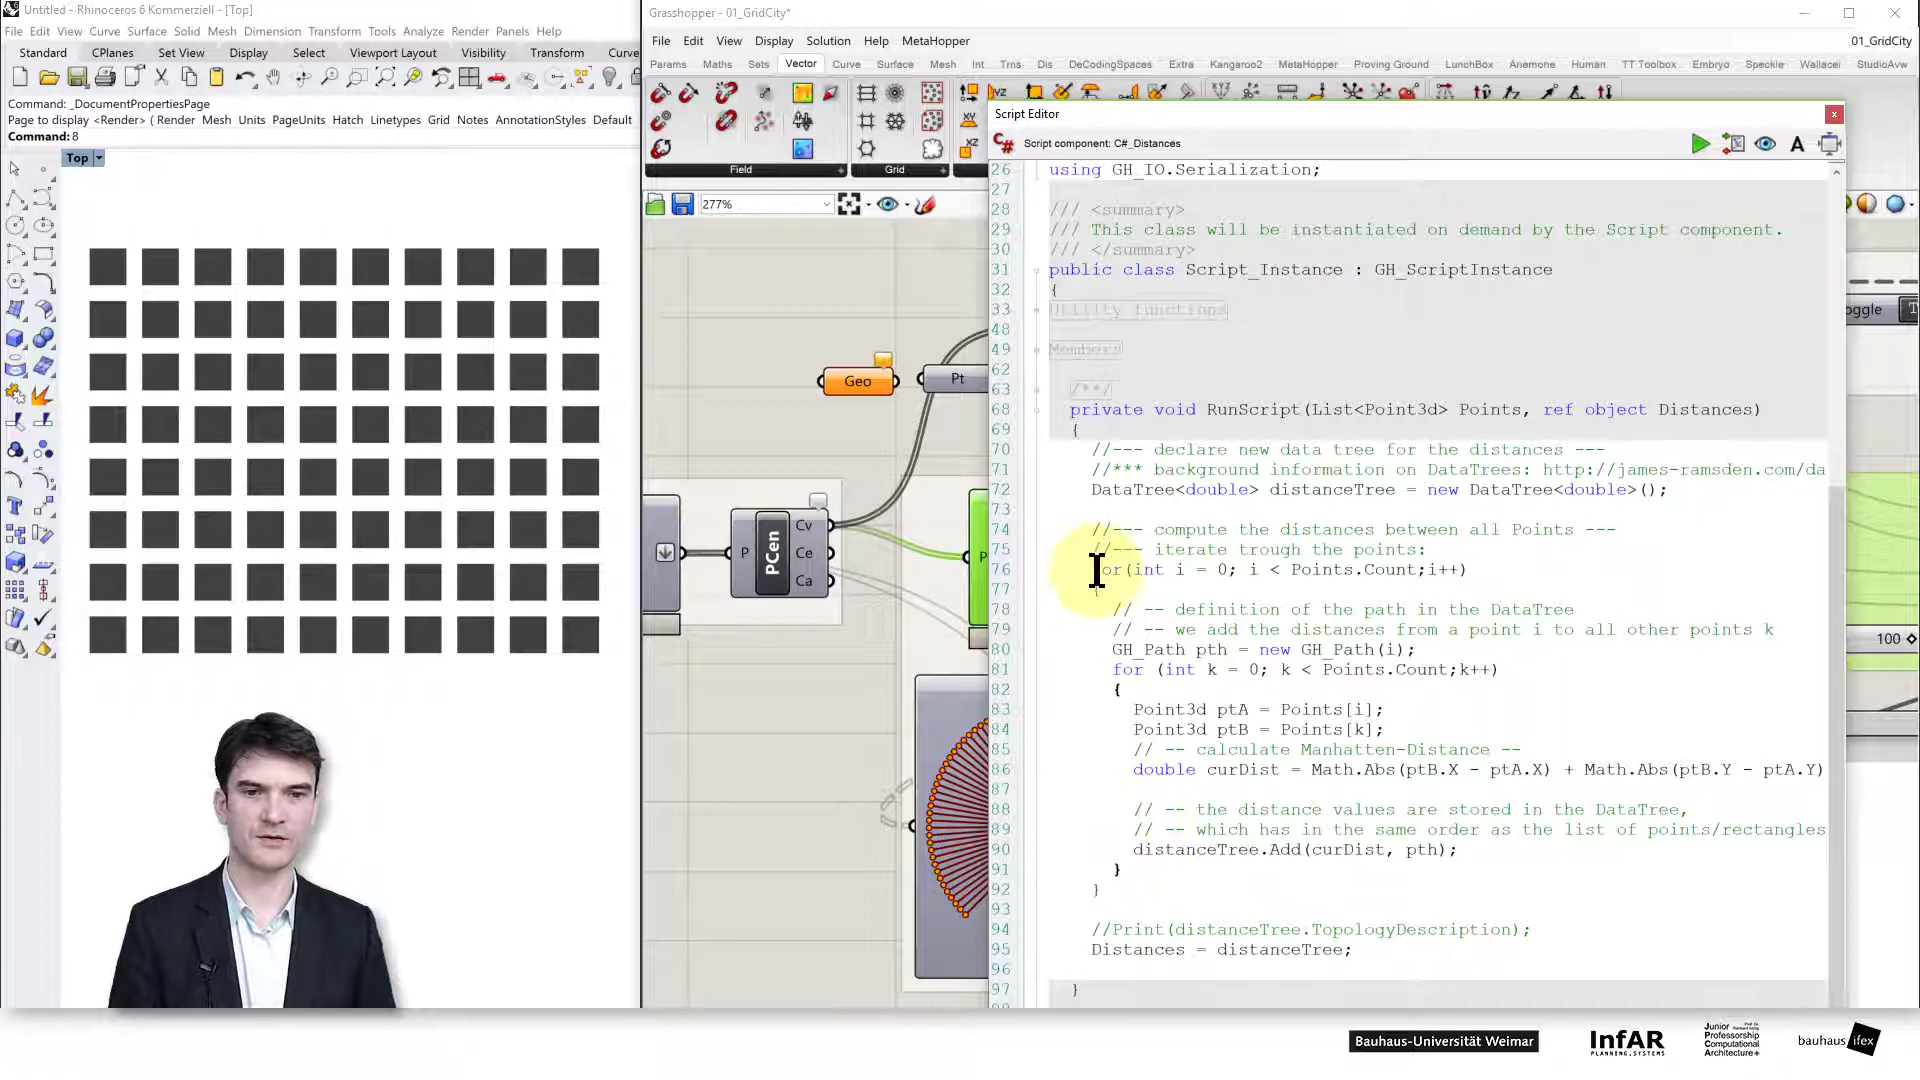 Untitled - Rhinoceros 6 Kommerziell - [Top]
File Edit View Curve Surface Solid Mesh Dimension Transform Tools Analyze Render Panels Help
Standard CPlanes Set View Display Select Viewport Layout Visibility Transform Curve
Command: _DocumentPropertiesPage
Page to display <Render> ( Render Mesh Units PageUnits Hatch Linetypes Grid Notes AnnotationStyles Default
Command: 8
Top
Grasshopper - 01_GridCity*
File Edit View Display Solution Help MetaHopper
01_GridCity
Params Maths Sets Vector Curve Surface Mesh Int Trns Dis DeCodingSpaces Extra Kangaroo2 MetaHopper Proving Ground LunchBox Anemone Human TT Toolbox Embryo Speckle Wallacei StudioAvw
Field
Grid
277%
Geo
Pt
P
PCen
Cv
Ce
Ca
P
Script Editor
Script component: C#_Distances
26 using GH_IO.Serialization;
27
28 /// <summary>
29 /// This class will be instantiated on demand by the Script component.
30 /// </summary>
31 public class Script_Instance : GH_ScriptInstance
32 {
33 Utility functions
48
49 Members
62
63 /**/
68 private void RunScript(List<Point3d> Points, ref object Distances)
69 {
70 //--- declare new data tree for the distances ---
71 //*** background information on DataTrees: http://james-ramsden.com/da
72 DataTree<double> distanceTree = new DataTree<double>();
73
74 //--- compute the distances between all Points ---
75 //--- iterate trough the points:
76 for(int i = 0; i < Points.Count;i++)
77 {
78 // -- definition of the path in the DataTree
79 // -- we add the distances from a point i to all other points k
80 GH_Path pth = new GH_Path(i);
81 for (int k = 0; k < Points.Count;k++)
82 {
83 Point3d ptA = Points[i];
84 Point3d ptB = Points[k];
85 // -- calculate Manhatten-Distance --
86 double curDist = Math.Abs(ptB.X - ptA.X) + Math.Abs(ptB.Y - ptA.Y)
87
88 // -- the distance values are stored in the DataTree,
89 // -- which has in the same order as the list of points/rectangles
90 distanceTree.Add(curDist, pth);
91 }
92 }
93
94 //Print(distanceTree.TopologyDescription);
95 Distances = distanceTree;
96
97 }
oggle
100
Bauhaus-Universität Weimar
InfAR
PLANNING.SYSTEMS
Junior
Professorship
Computational
Architecture
bauhaus ifex